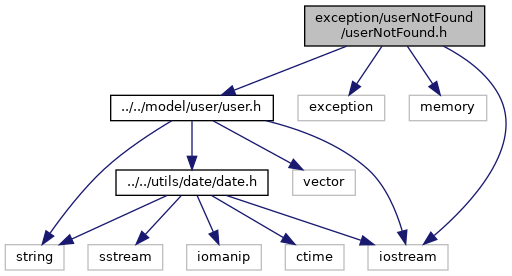 exception/userNotFound
/userNotFound.h
../../model/user/user.h
exception
memory
../../utils/date/date.h
vector
string
sstream
iomanip
ctime
iostream